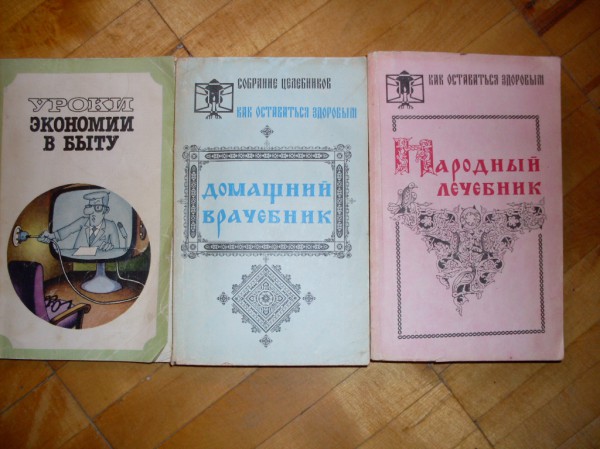 УРОКИ
ЭКОНОМИИ
В БЫТУ
СОБРАНИЕ ЦЕЛЕБНИКОВ
КАК ОСТАВАТЬСЯ ЗДОРОВЫМ
ДОМАШНИЙ
ВРАЧЕБНИК
КАК ОСТАВАТЬСЯ ЗДОРОВЫМ
НАРОДНЫЙ
ЛЕЧЕБНИК